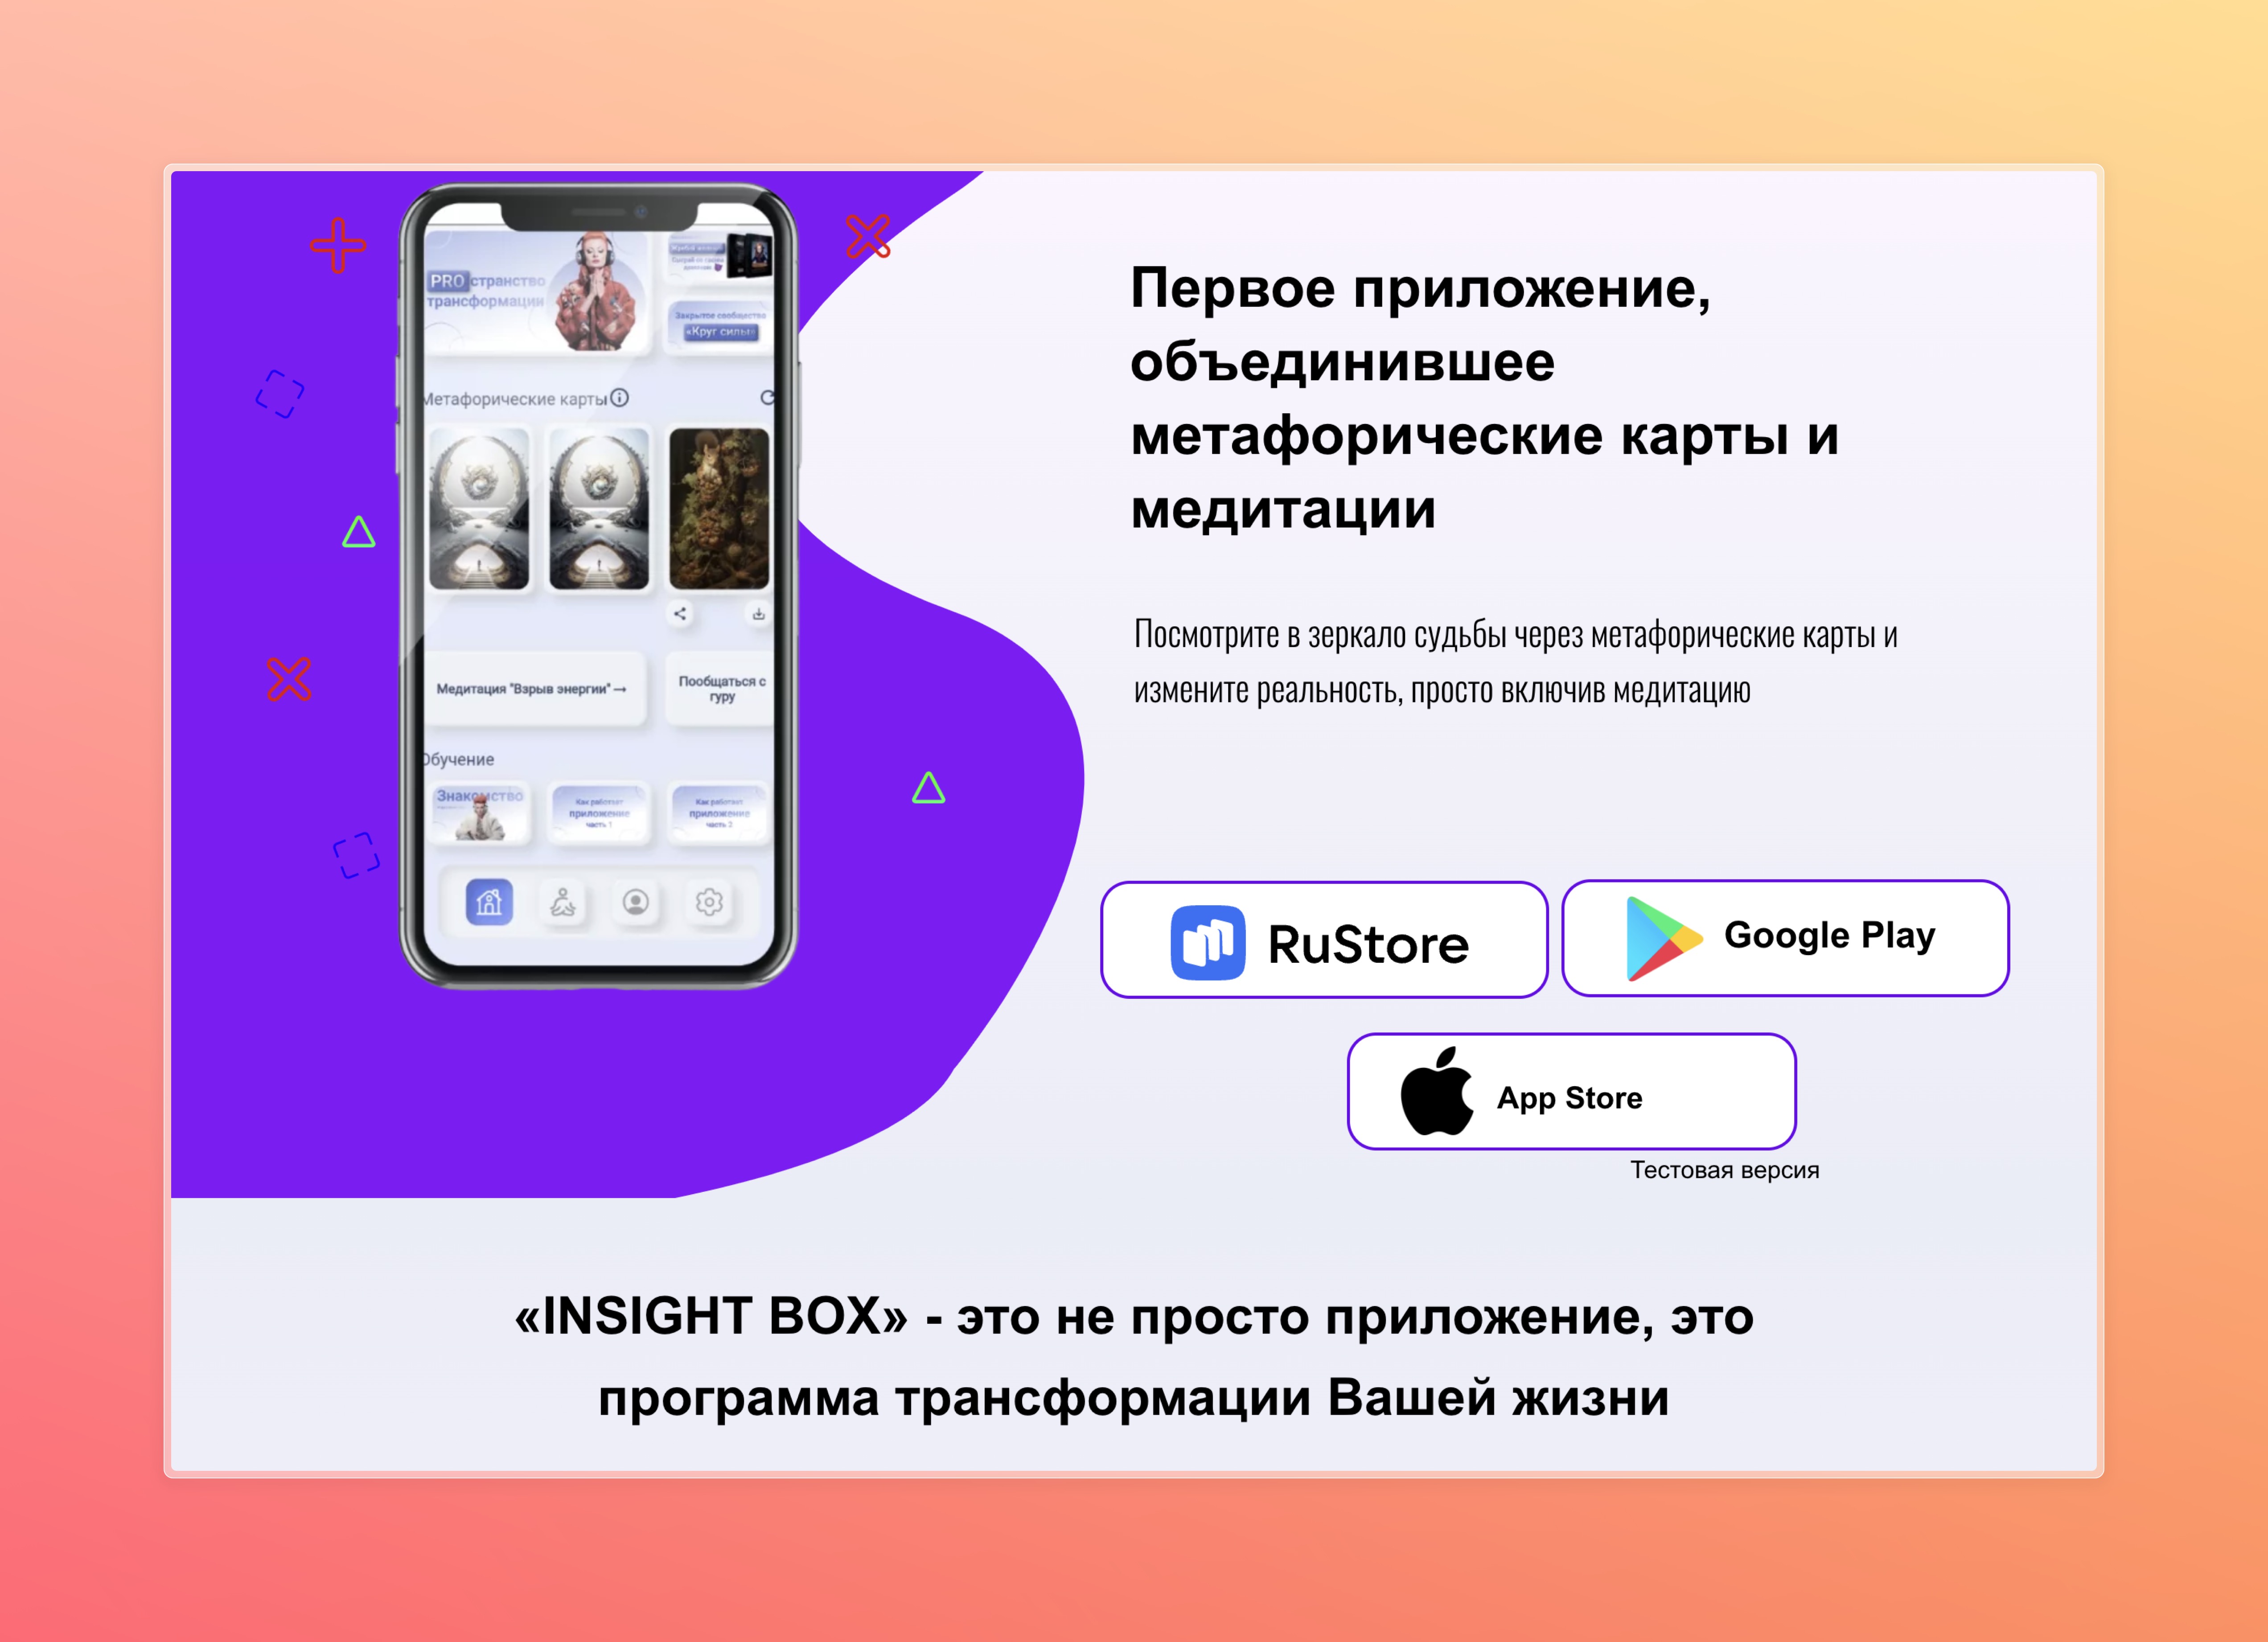 PROстранство
трансформации
Закрытое сообщество
«Круг силы»
Метафорические карты
Медитация "Взрыв энергии" →
Пообщаться с
гуру
Обучение
Знакомство
Как работает
приложение
часть 1
Как работает
приложение
часть 2
Первое приложение,
объединившее
метафорические карты и
медитации
Посмотрите в зеркало судьбы через метафорические карты и
измените реальность, просто включив медитацию
RuStore
Google Play
App Store
Тестовая версия
«INSIGHT BOX» - это не просто приложение, это
программа трансформации Вашей жизни